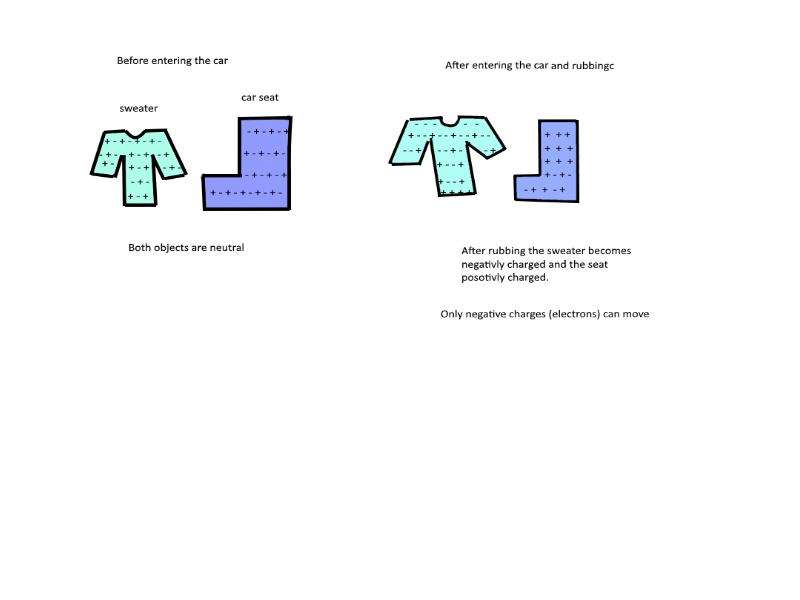 Before entering the car
After entering the car and rubbingc
sweater
car seat
Both objects are neutral
After rubbing the sweater becomes
negativly charged and the seat
posotivly charged.
Only negative charges (electrons) can move